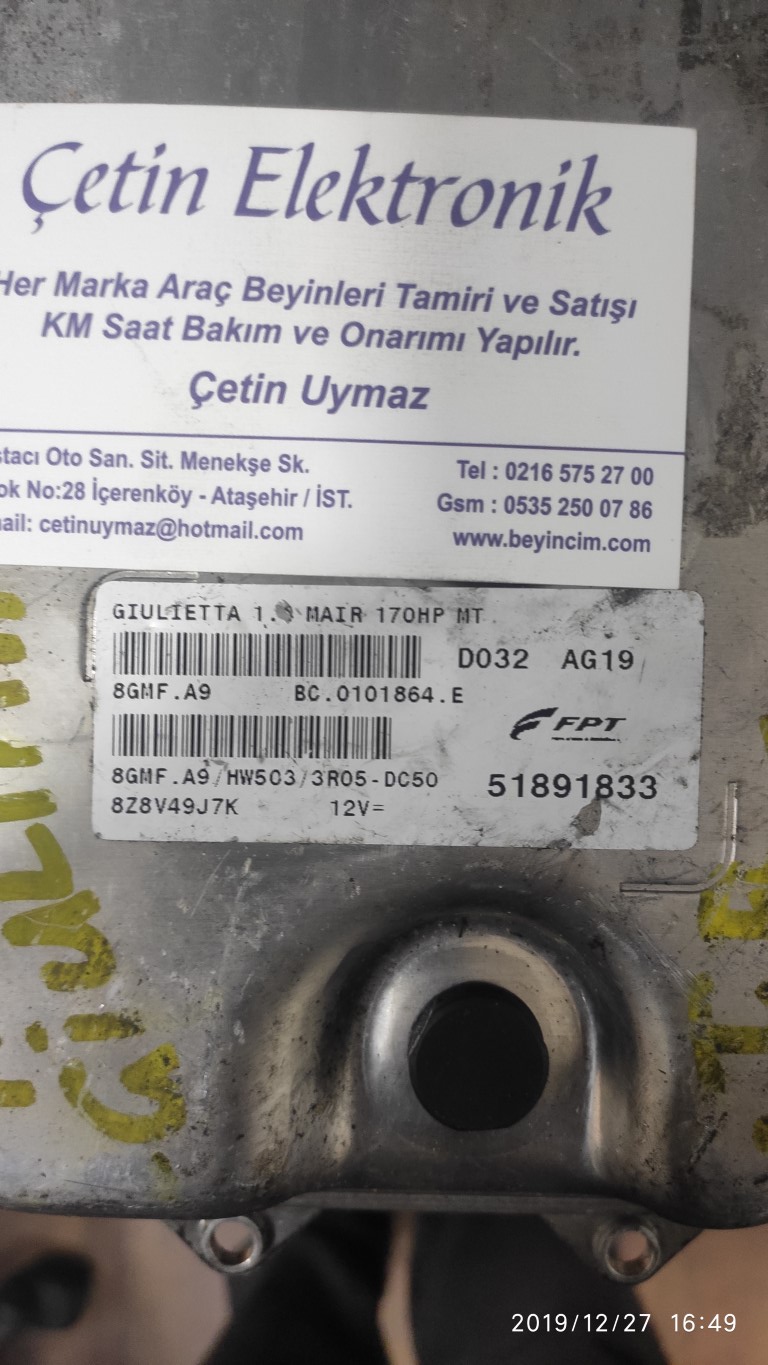 Çetin Elektronik
Her Marka Araç Beyinleri Tamiri ve Satışı
KM Saat Bakım ve Onarımı Yapılır.
Çetin Uymaz
Oto San. Sit. Menekşe Sk.
No:28 İçerenköy - Ataşehir / İST.
cetinuymaz@hotmail.com
Tel : 0216 575 27 00
Gsm : 0535 250 07 86
www.beyincim.com
GIULIETTA MAIR 170HP MT
D032 AG19
8GMF.A9 BC.0101864.E
FPT
8GMF.A9/HW503/3R05-DC50
51891833
8Z8V49J7K 12V=
2019/12/27 16:49